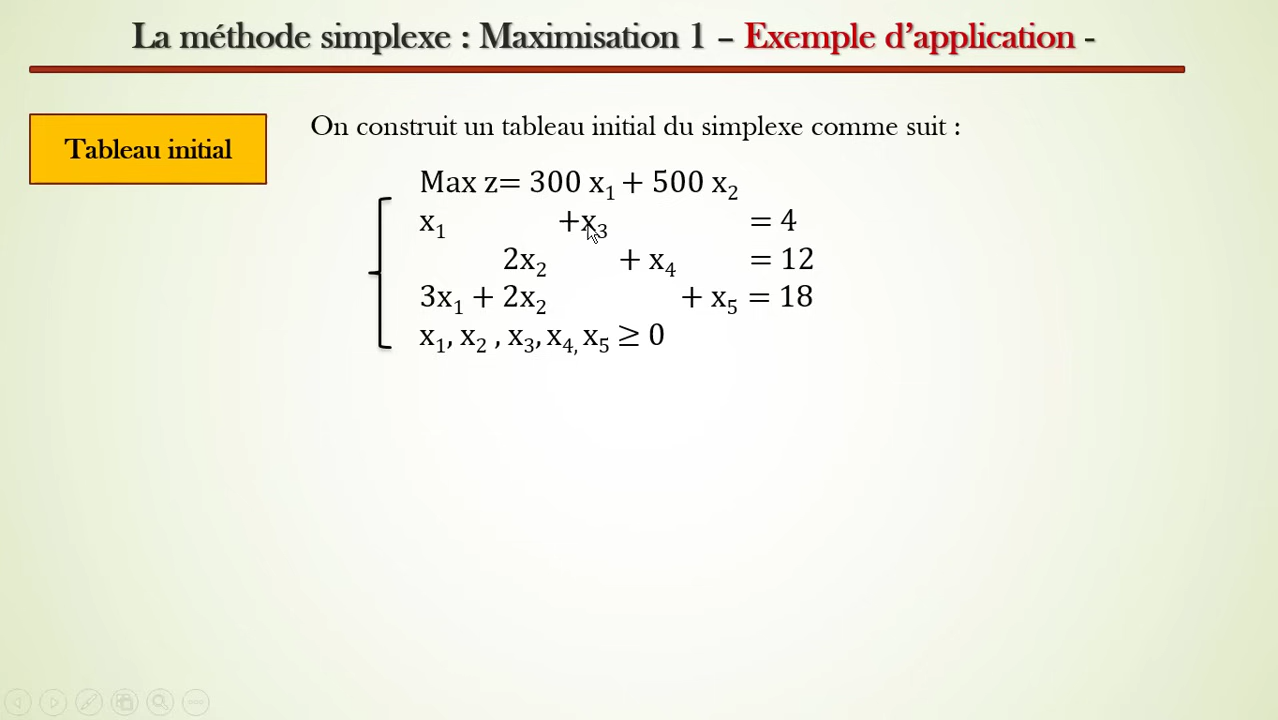 La méthode simplexe : Maximisation 1 – Exemple d'application -
Tableau initial
On construit un tableau initial du simplexe comme suit :
Max z= 300 x₁ + 500 x₂
x₁ +x₃ = 4
2x₂ + x₄ = 12
3x₁ + 2x₂ + x₅ = 18
x₁, x₂ , x₃, x₄, x₅ ≥ 0